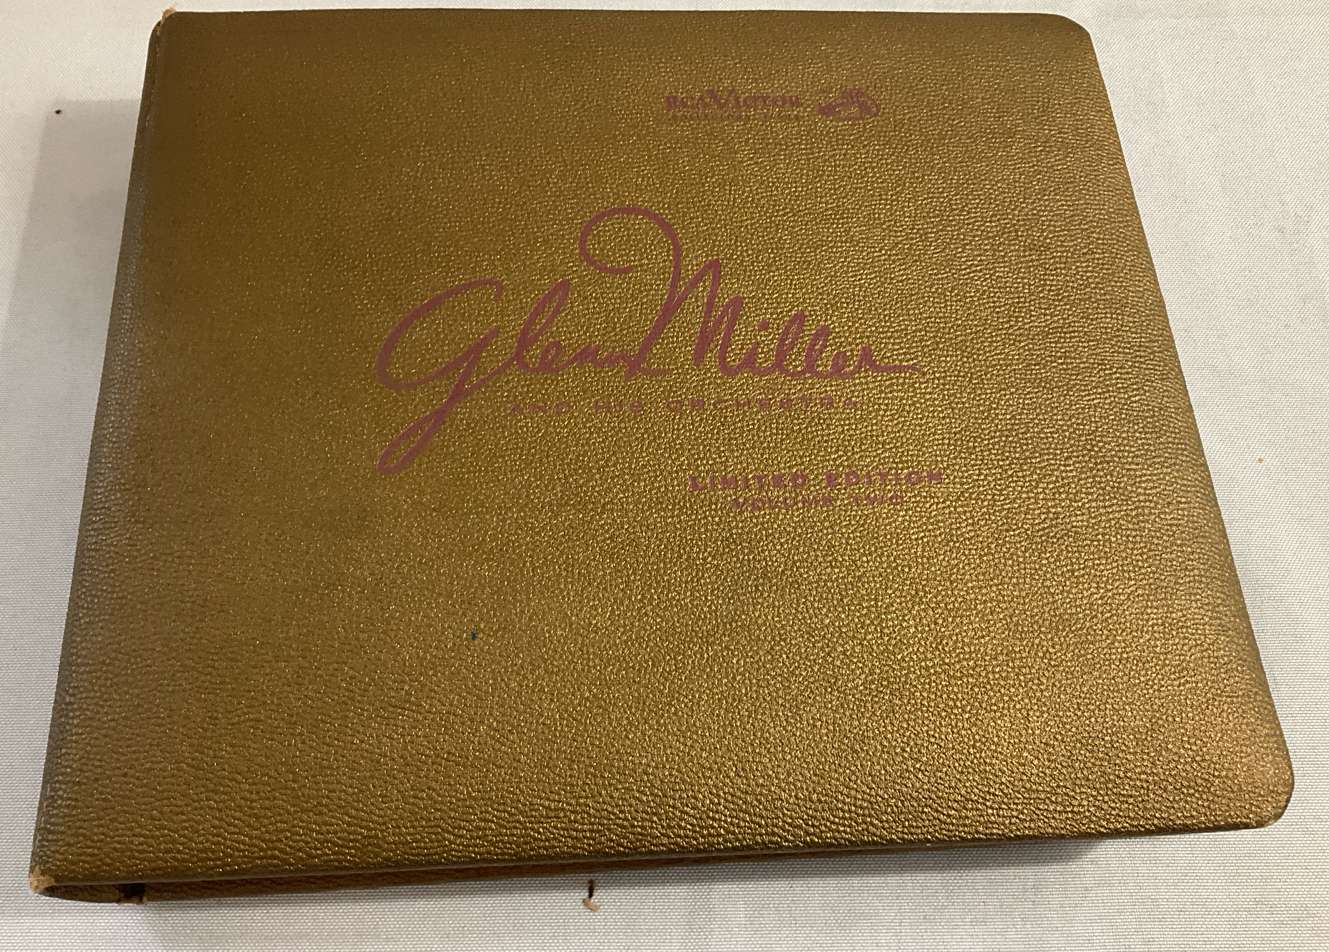 RCA VICTOR
Glenn Miller
AND HIS ORCHESTRA
LIMITED EDITION
VOLUME TWO